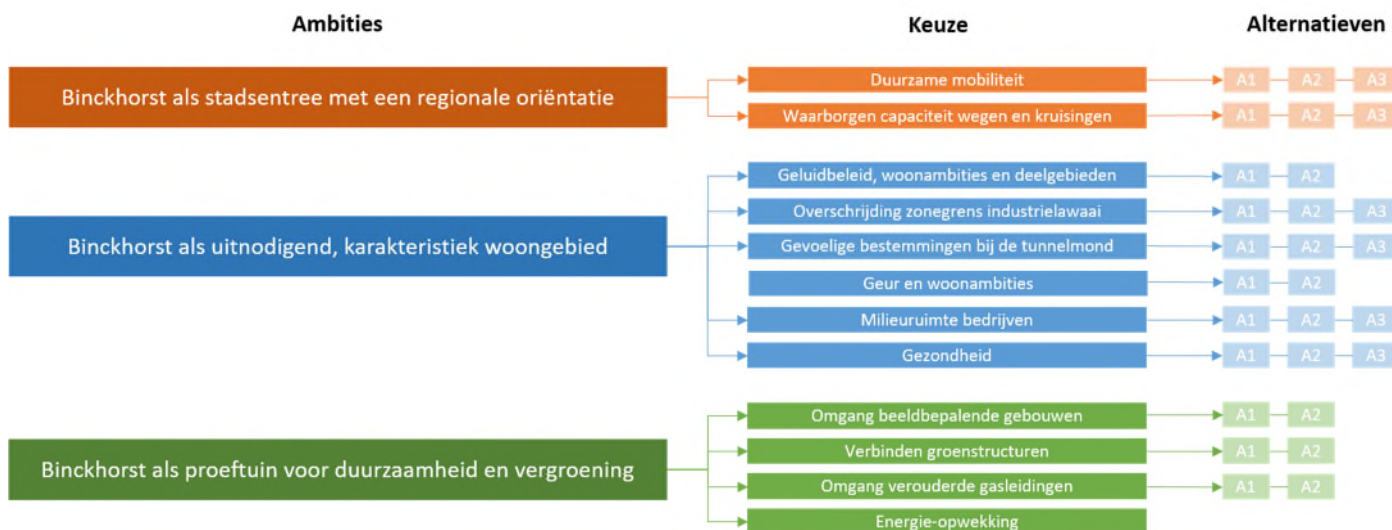 Ambities Keuze Alternatieven
Binckhorst als stadsentree met een regionale oriëntatie
Duurzame mobiliteit A1 A2 A3
Waarborgen capaciteit wegen en kruisingen A1 A2 A3
Binckhorst als uitnodigend, karakteristiek woongebied
Geluidbeleid, woonambities en deelgebieden A1 A2
Overschrijding zonegrens industrielawaai A1 A2 A3
Gevoelige bestemmingen bij de tunnelmond A1 A2 A3
Geur en woonambities A1 A2
Milieuruimte bedrijven A1 A2 A3
Gezondheid A1 A2 A3
Binckhorst als proeftuin voor duurzaamheid en vergroening
Omgang beeldbepalende gebouwen A1 A2
Verbinden groenstructuren A1 A2
Omgang verouderde gasleidingen A1 A2
Energie-opwekking